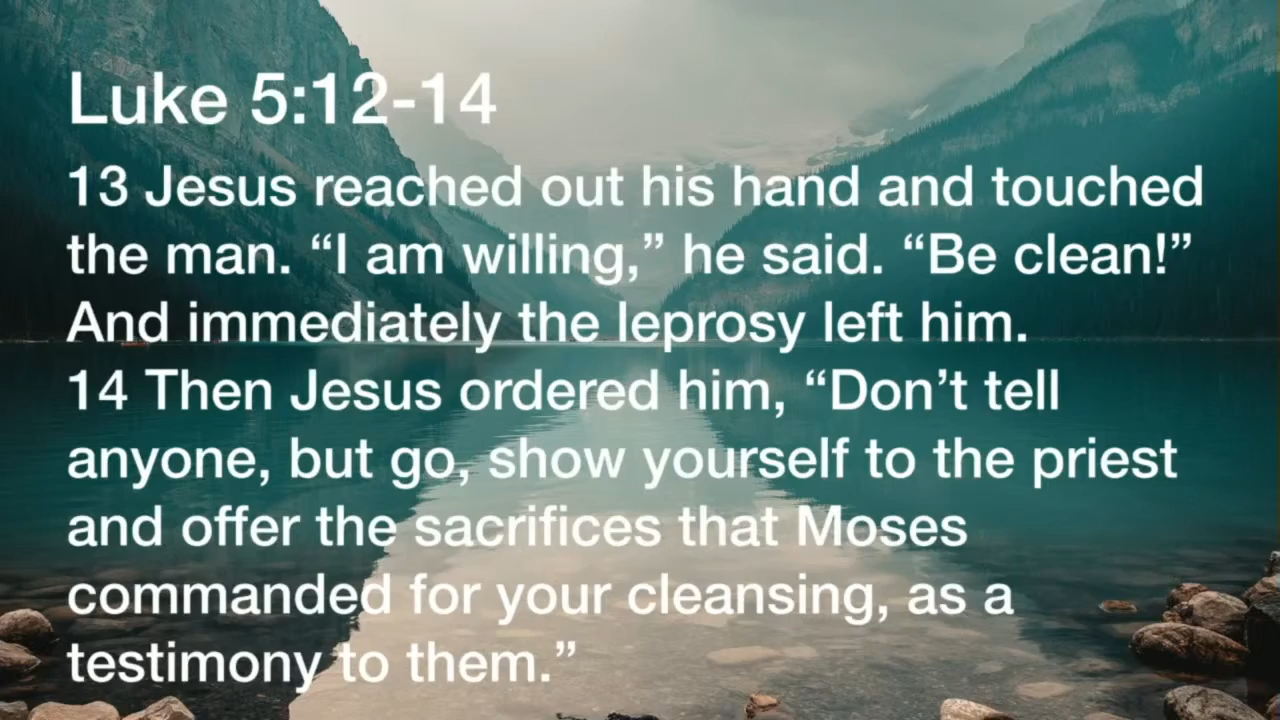 Luke 5:12-14
13 Jesus reached out his hand and touched
the man. “I am willing,” he said. “Be clean!”
And immediately the leprosy left him.
14 Then Jesus ordered him, “Don’t tell
anyone, but go, show yourself to the priest
and offer the sacrifices that Moses
commanded for your cleansing, as a
testimony to them.”